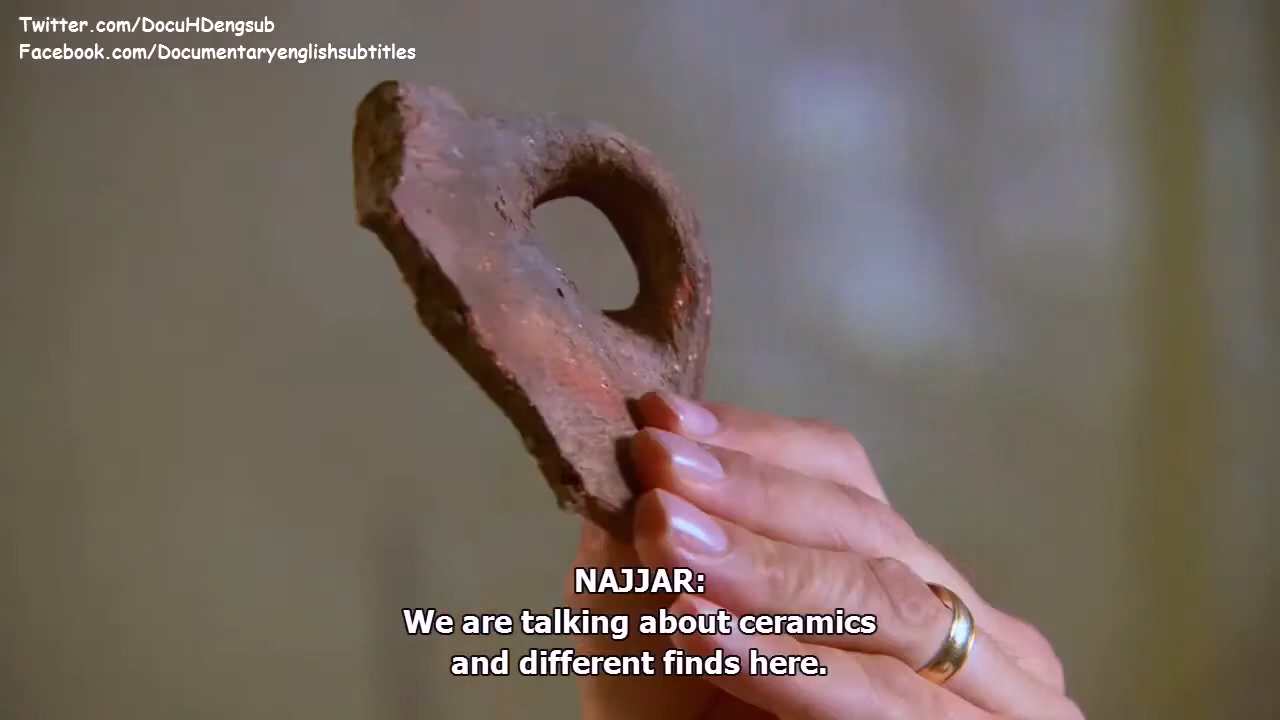 Twitter.com/DocuHDengsub
Facebook.com/Documentaryenglishsubtitles
NAJJAR:
We are talking about ceramics
and different finds here.